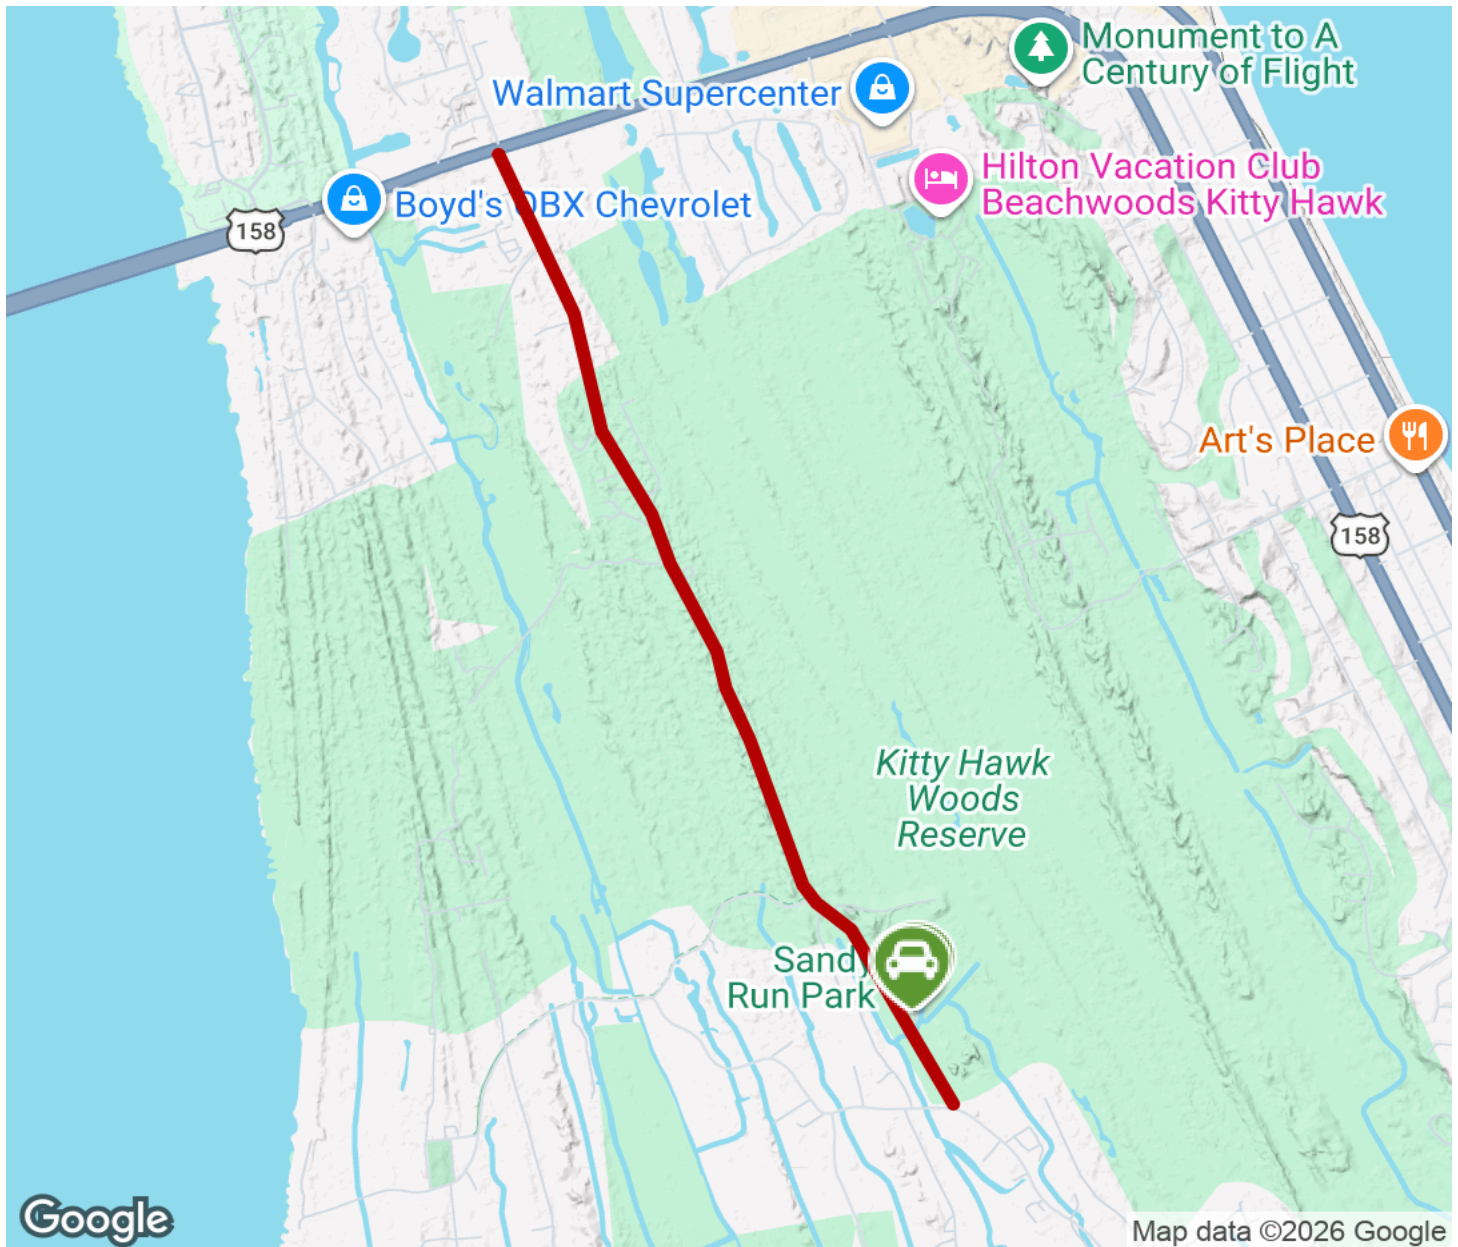 Monument to A
Century of Flight
Walmart Supercenter
Hilton Vacation Club
Beachwoods Kitty Hawk
Boyd's OBX Chevrolet
158
Art's Place
158
Kitty Hawk
Woods
Reserve
Sandy
Run Park
Google
Map data ©2026 Google